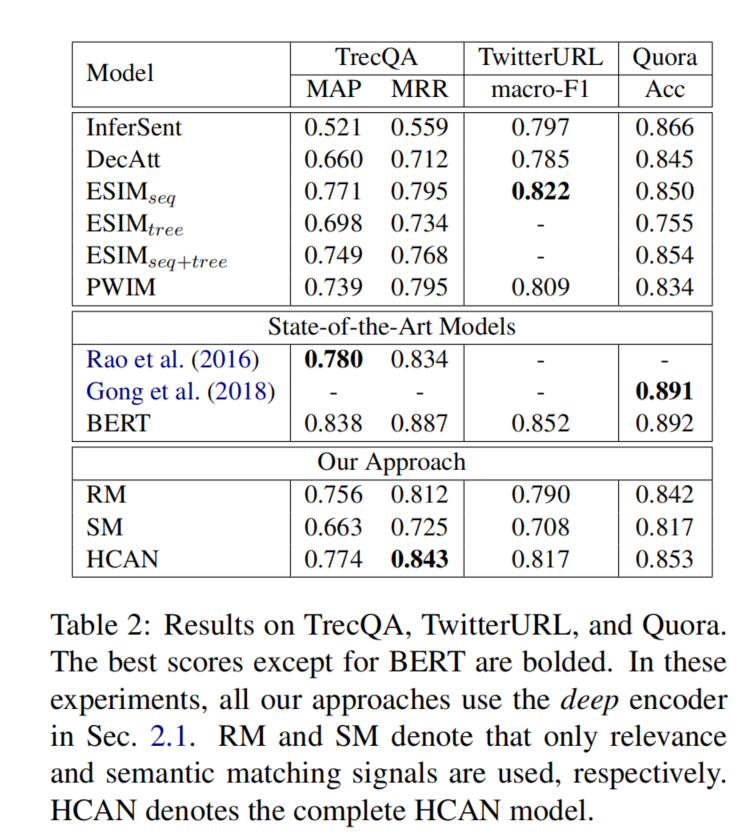 Model TrecQA TwitterURL Quora
MAP MRR macro-F1 Acc
InferSent 0.521 0.559 0.797 0.866
DecAtt 0.660 0.712 0.785 0.845
ESIMseq 0.771 0.795 0.822 0.850
ESIMtree 0.698 0.734 - 0.755
ESIMseq+tree 0.749 0.768 - 0.854
PWIM 0.739 0.795 0.809 0.834
State-of-the-Art Models
Rao et al. (2016) 0.780 0.834 - -
Gong et al. (2018) - - - 0.891
BERT 0.838 0.887 0.852 0.892
Our Approach
RM 0.756 0.812 0.790 0.842
SM 0.663 0.725 0.708 0.817
HCAN 0.774 0.843 0.817 0.853
Table 2: Results on TrecQA, TwitterURL, and Quora.
The best scores except for BERT are bolded. In these
experiments, all our approaches use the deep encoder
in Sec. 2.1. RM and SM denote that only relevance
and semantic matching signals are used, respectively.
HCAN denotes the complete HCAN model.